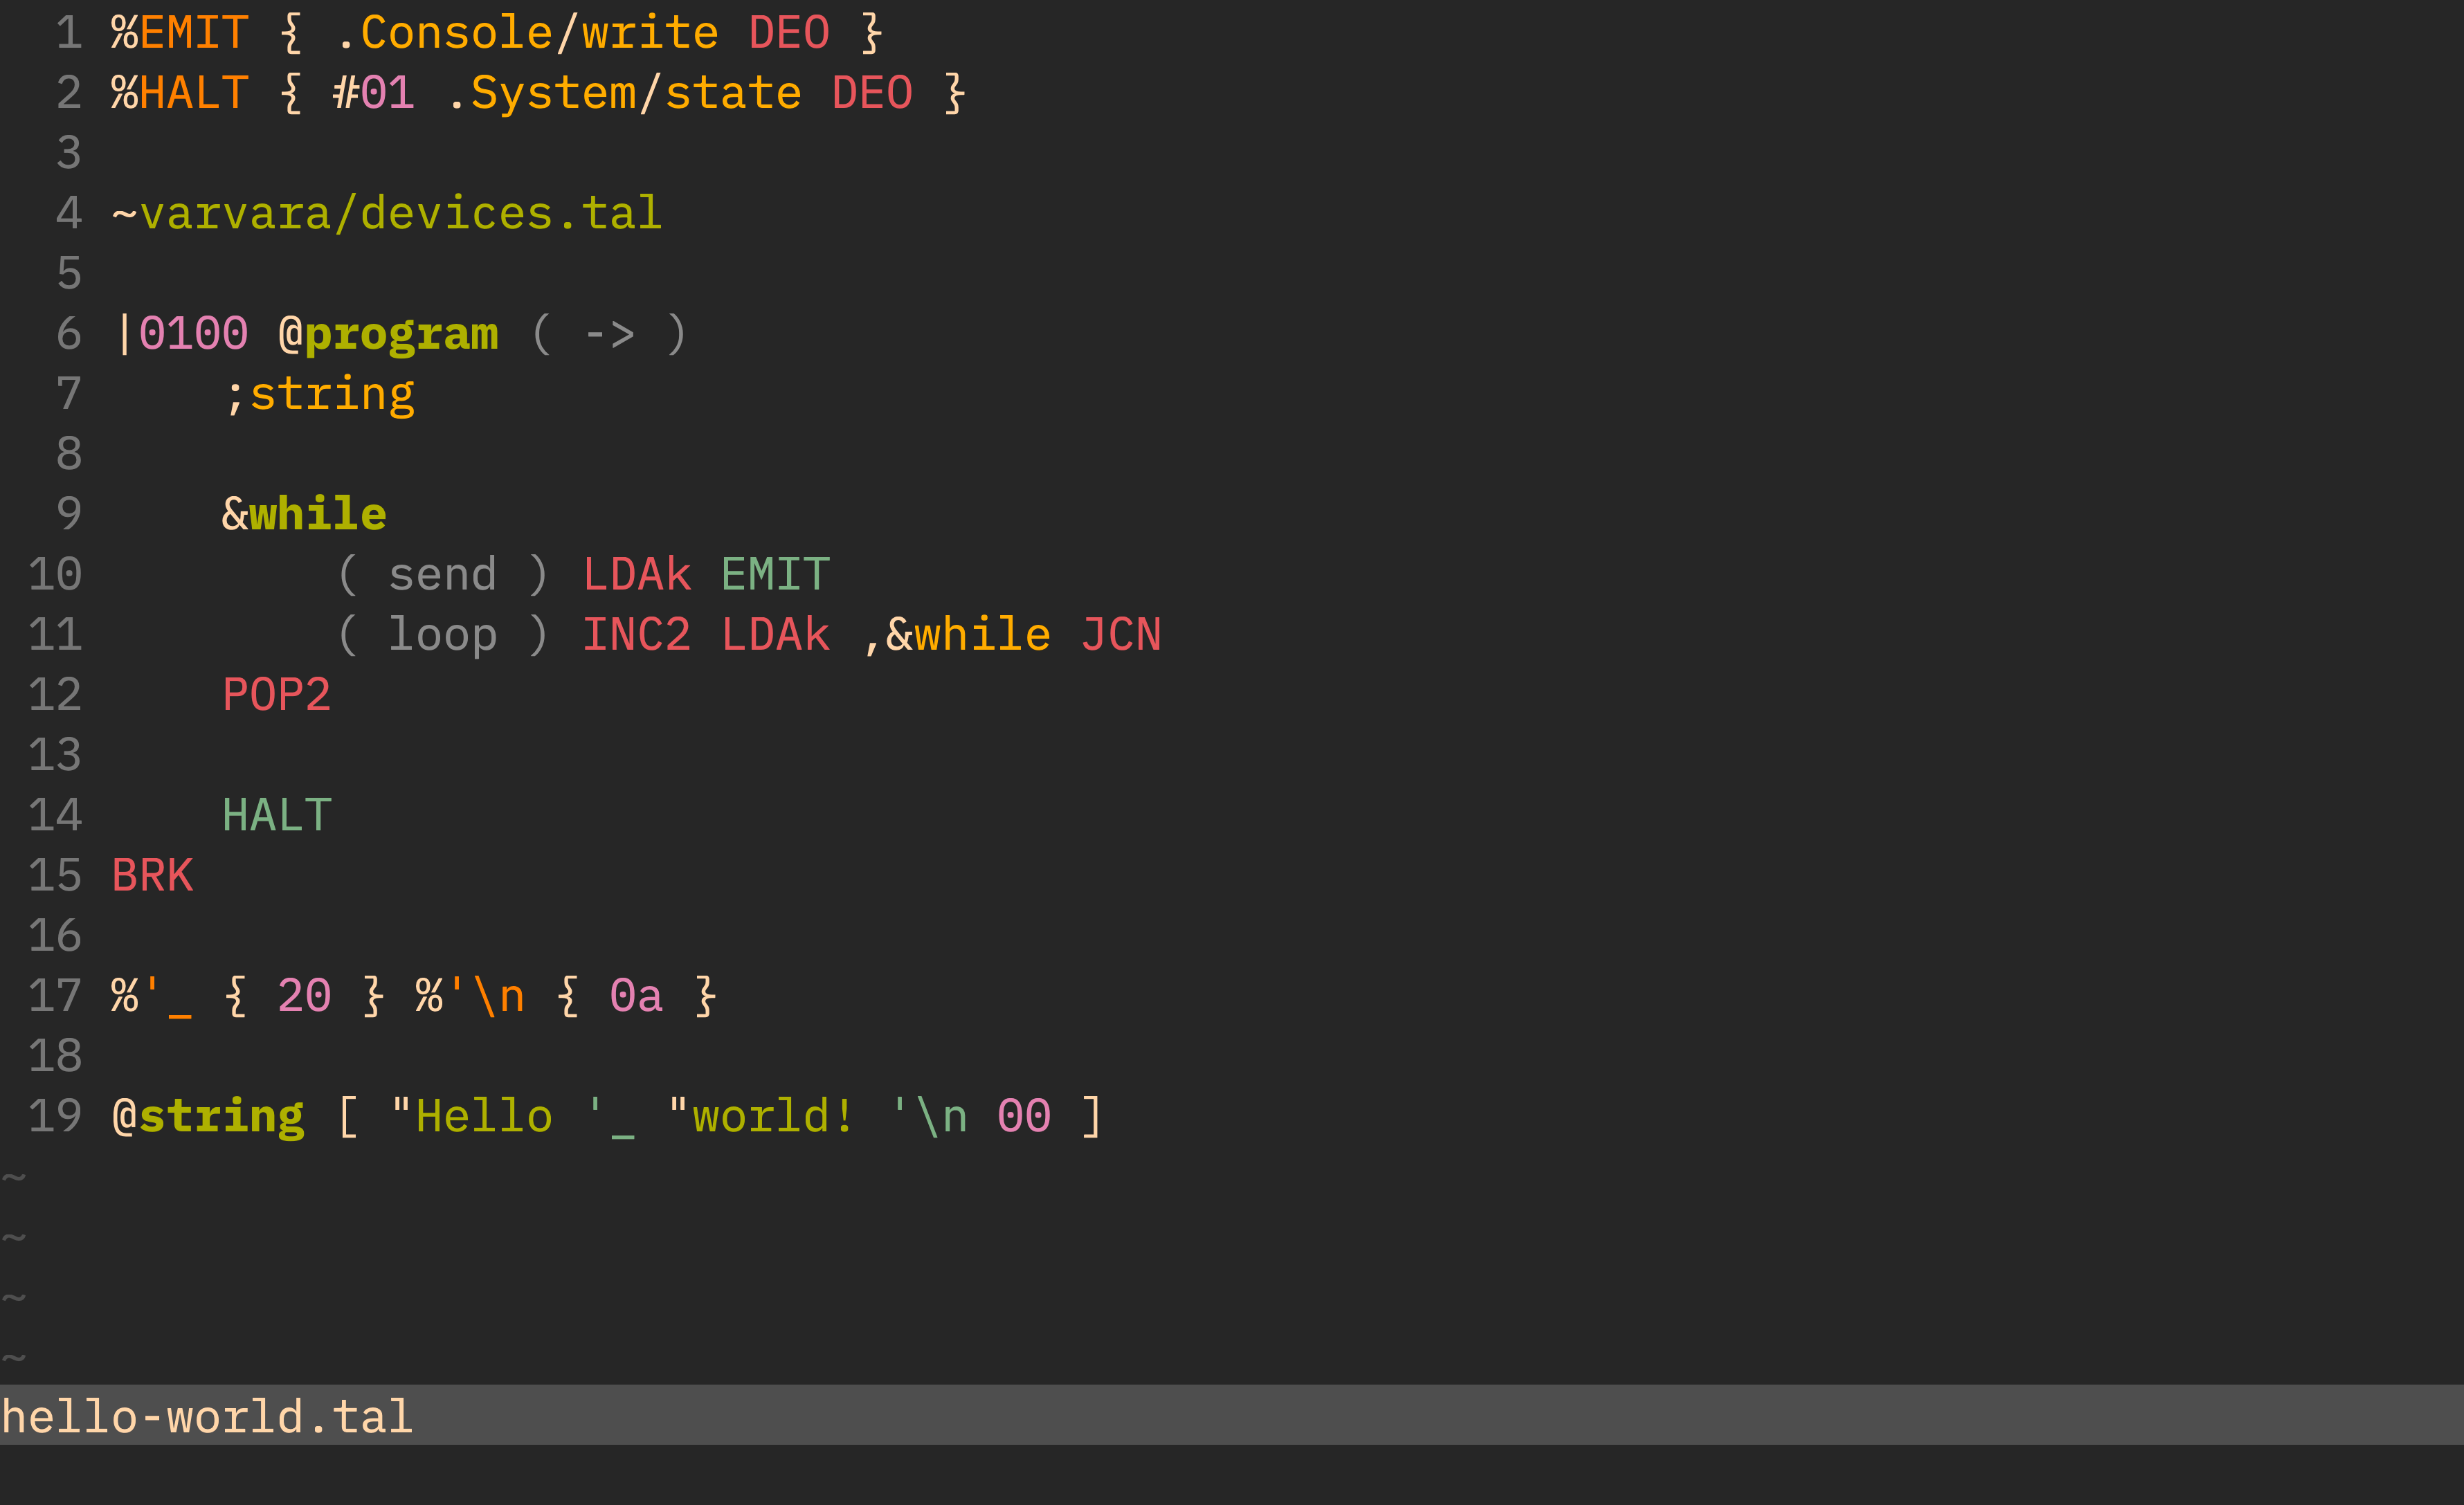 1 %EMIT { .Console/write DEO }
2 %HALT { #01 .System/state DEO }
3
4 ~varvara/devices.tal
5
6 |0100 @program ( -> )
7     ;string
8
9     &while
10         ( send ) LDAk EMIT
11         ( loop ) INC2 LDAk ,&while JCN
12     POP2
13
14     HALT
15 BRK
16
17 %'_ { 20 } %'\n { 0a }
18
19 @string [ "Hello '_ "world! '\n 00 ]
~
~
~
~
hello-world.tal